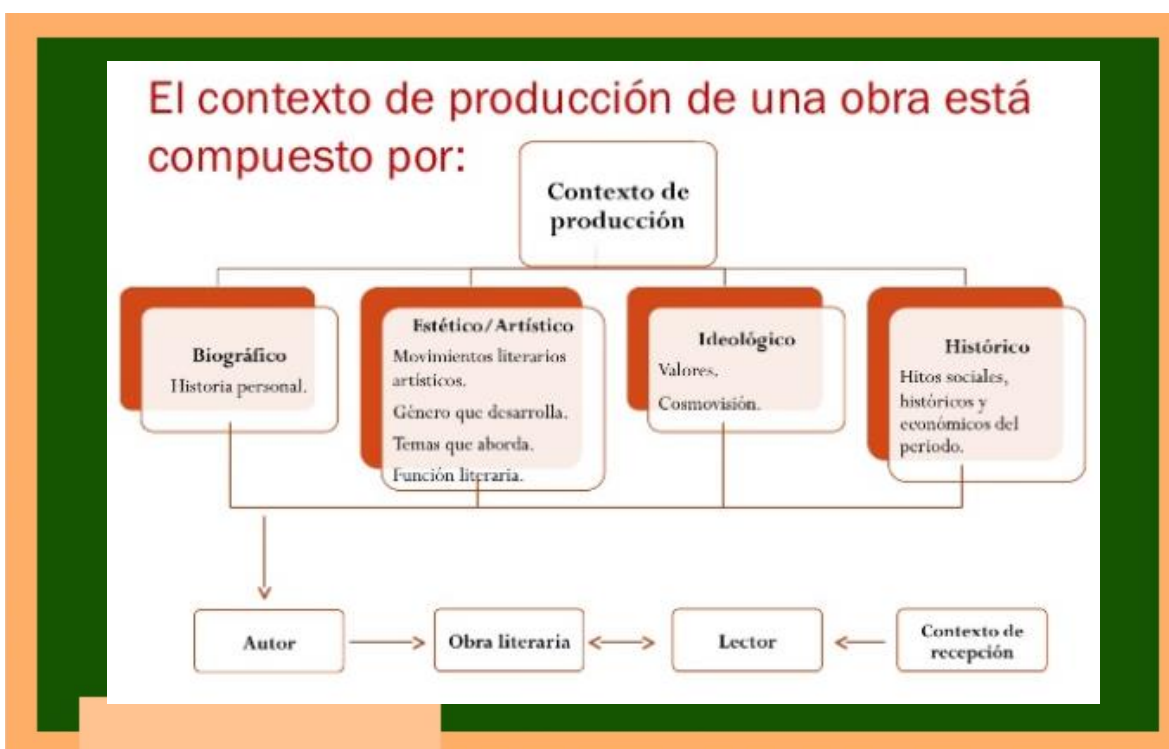 El contexto de producción de una obra está
compuesto por:
Contexto de
producción
Biográfico
Historia personal.
Estético/Artístico
Movimientos literarios
artísticos.
Género que desarrolla.
Temas que aborda.
Función literaria.
Ideológico
Valores.
Cosmovisión.
Histórico
Hitos sociales,
históricos y
económicos del
periodo.
Autor
Obra literaria
Lector
Contexto de
recepción